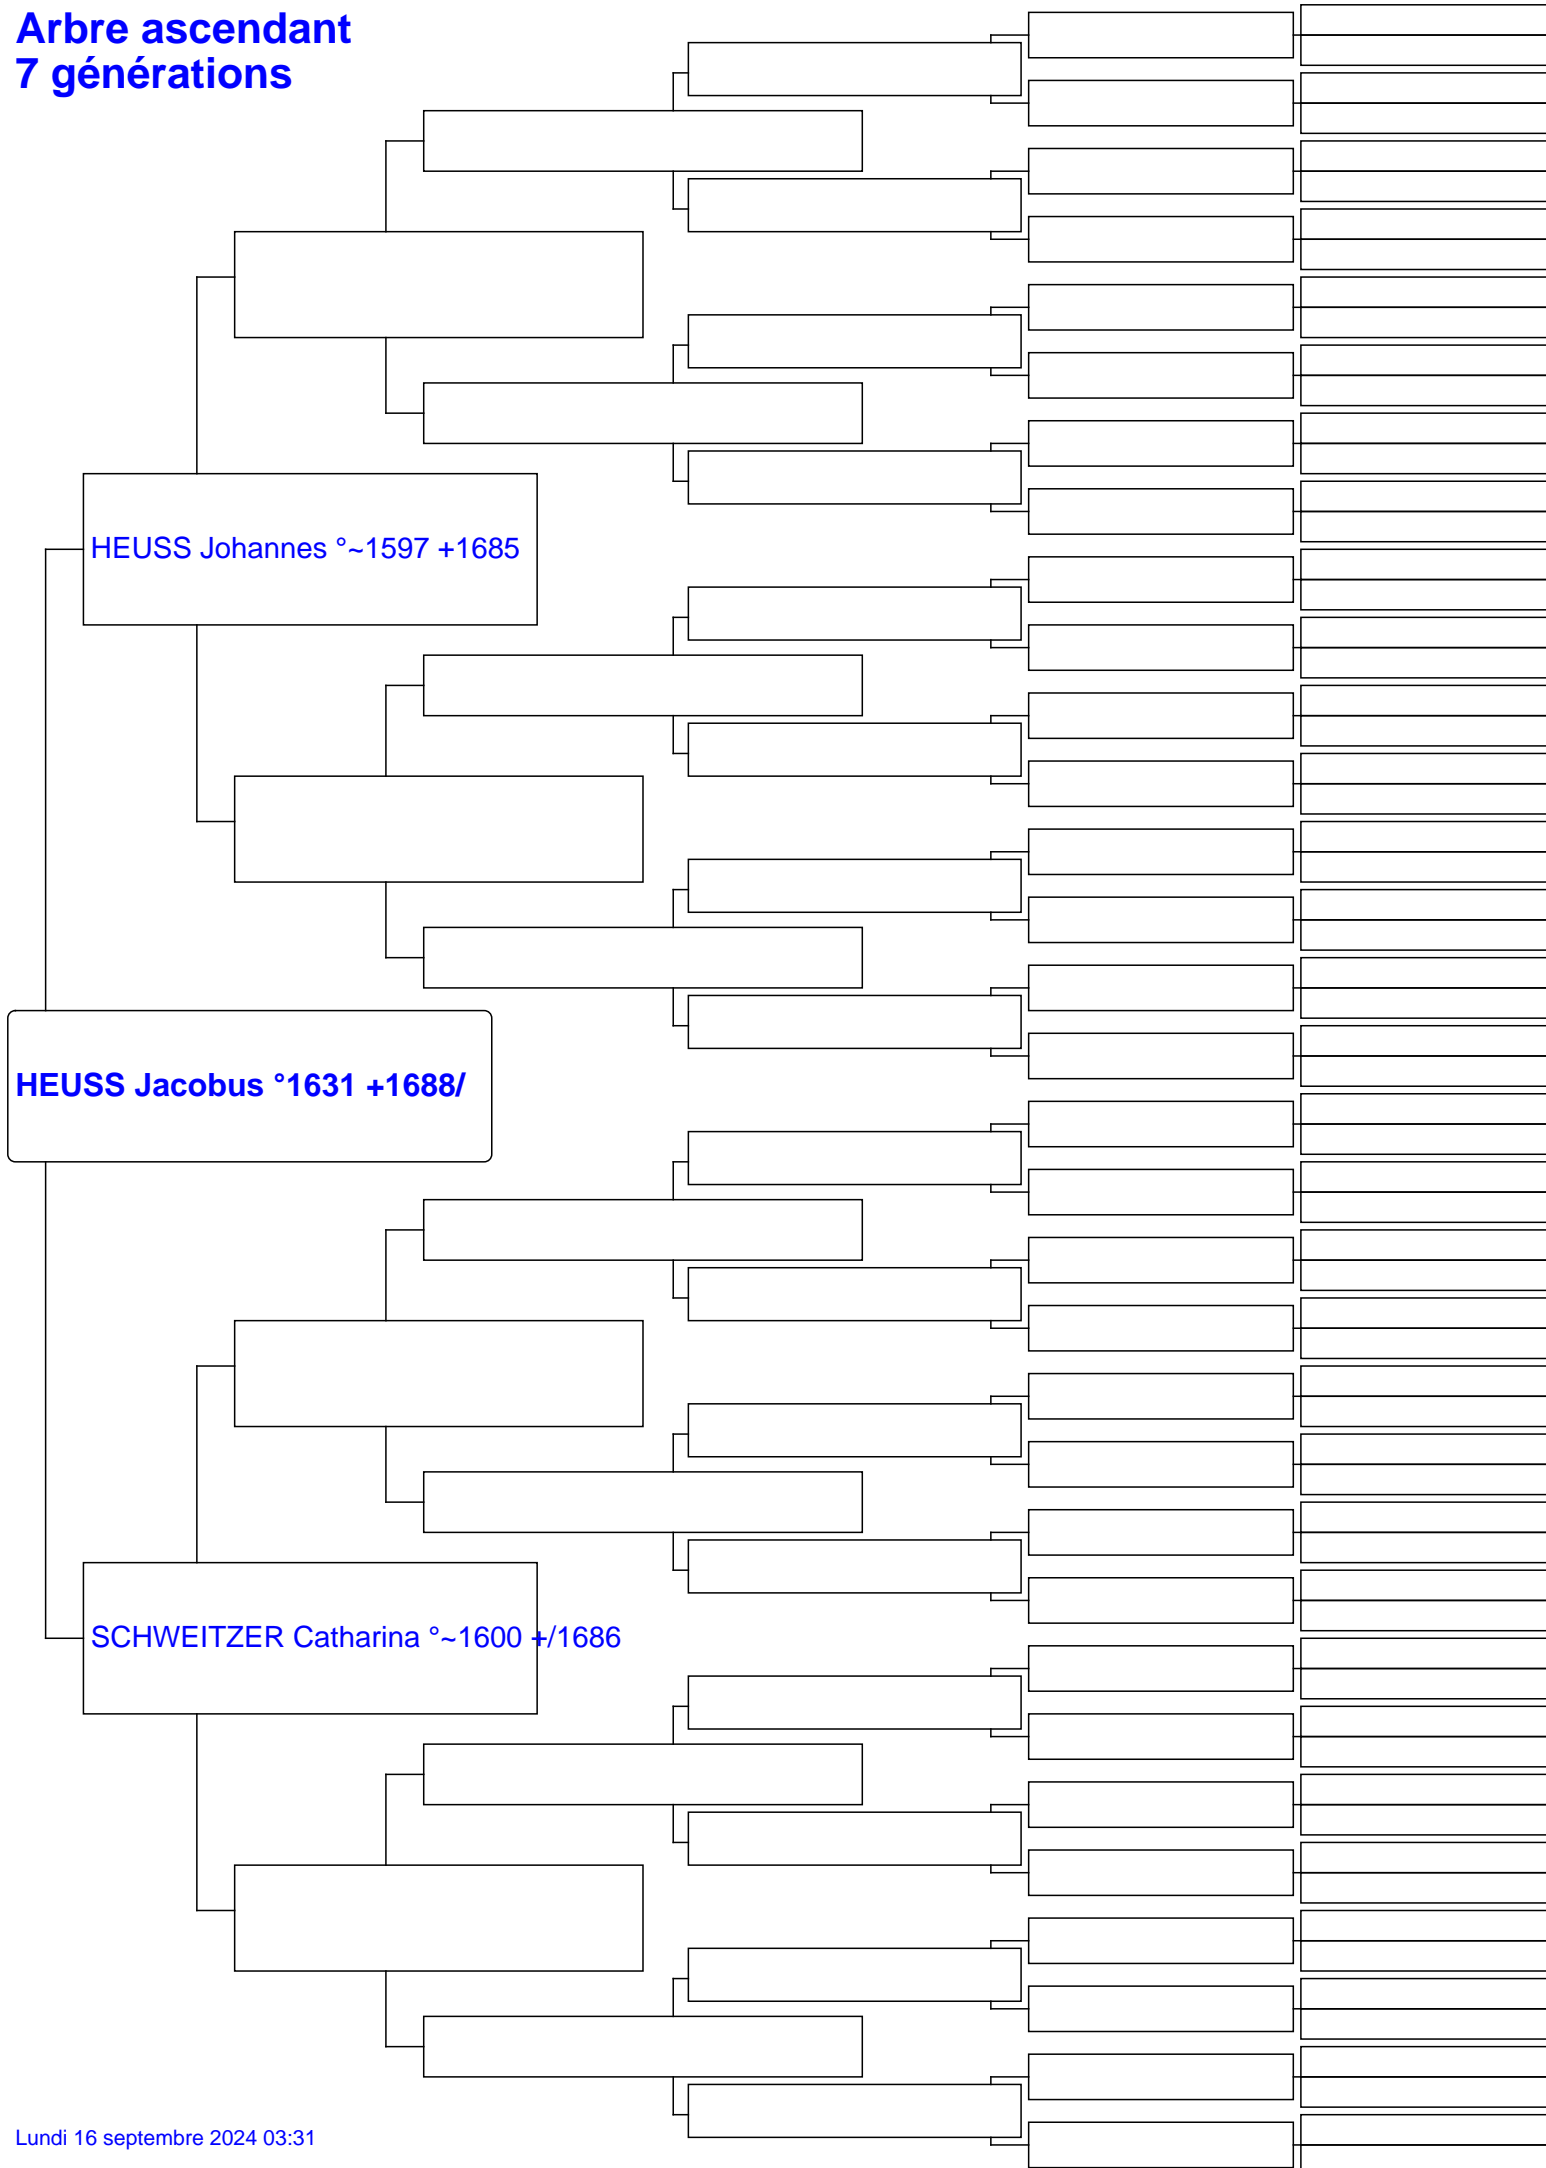 Arbre ascendant
7 générations
HEUSS Johannes °~1597 +1685
HEUSS Jacobus °1631 +1688/
SCHWEITZER Catharina °~1600 +/1686
Lundi 16 septembre 2024 03:31